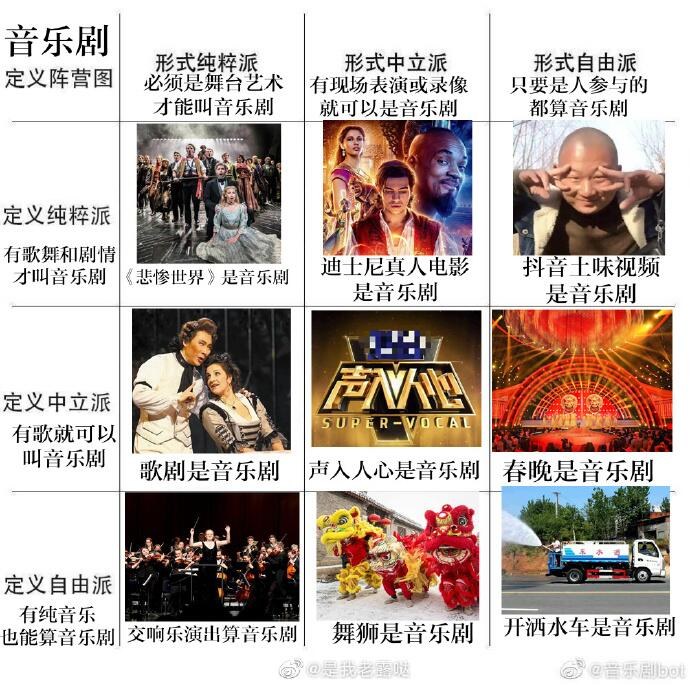 音乐剧
定义阵营图
形式纯粹派
必须是舞台艺术
才能叫音乐剧
形式中立派
有现场表演或录像
就可以是音乐剧
形式自由派
只要是人参与的
都算音乐剧
定义纯粹派
有歌舞和剧情
才叫音乐剧
《悲惨世界》是音乐剧
迪士尼真人电影
是音乐剧
抖音土味视频
是音乐剧
定义中立派
有歌就可以
叫音乐剧
歌剧是音乐剧
声入人心
SUPER-VOCAL
声入人心是音乐剧
春晚是音乐剧
定义自由派
有纯音乐
也能算音乐剧
交响乐演出算音乐剧
舞狮是音乐剧
车水洒
开洒水车是音乐剧
@是我老酱哒
@音乐剧bot